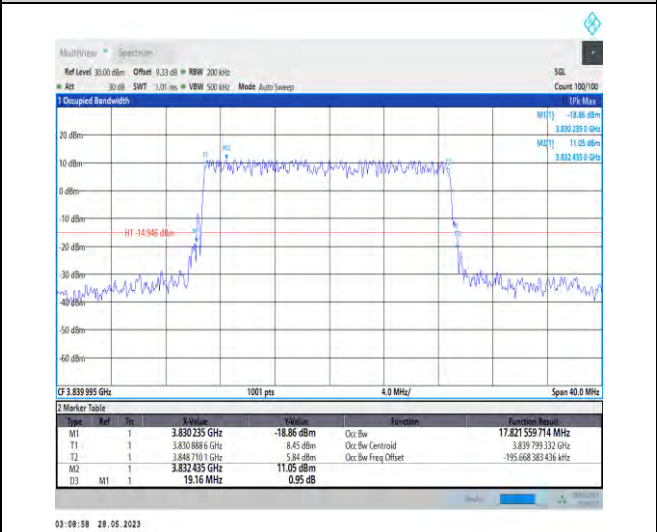 MultiView Spectrum
Ref Level 30.00 dBm Offset 9.33 dB RBW 200 kHz SGL
Att 30 dB SWT 1.01 ms VBW 500 kHz Mode Auto Sweep Count 100/100
1 Occupied Bandwidth 1Pk Max
M1[1] -18.86 dBm
3.830 235 0 GHz
M2[1] 11.05 dBm
3.832 435 0 GHz
20 dBm
10 dBm
0 dBm
-10 dBm
H1 -14.946 dBm
-20 dBm
-30 dBm
-40 dBm
-50 dBm
-60 dBm
CF 3.839 995 GHz 1001 pts 4.0 MHz/ Span 40.0 MHz
2 Marker Table
Type Ref Trc X-Value Y-Value Function Function Result
M1 1 3.830 235 GHz -18.86 dBm Occ Bw 17.821 559 714 MHz
T1 1 3.830 888 6 GHz 8.45 dBm Occ Bw Centroid 3.839 799 332 GHz
T2 1 3.848 710 1 GHz 5.84 dBm Occ Bw Freq Offset -195.668 383 436 kHz
M2 1 3.832 435 GHz 11.05 dBm
D3 M1 1 19.16 MHz 0.95 dB
03:08:58 28.05.2023